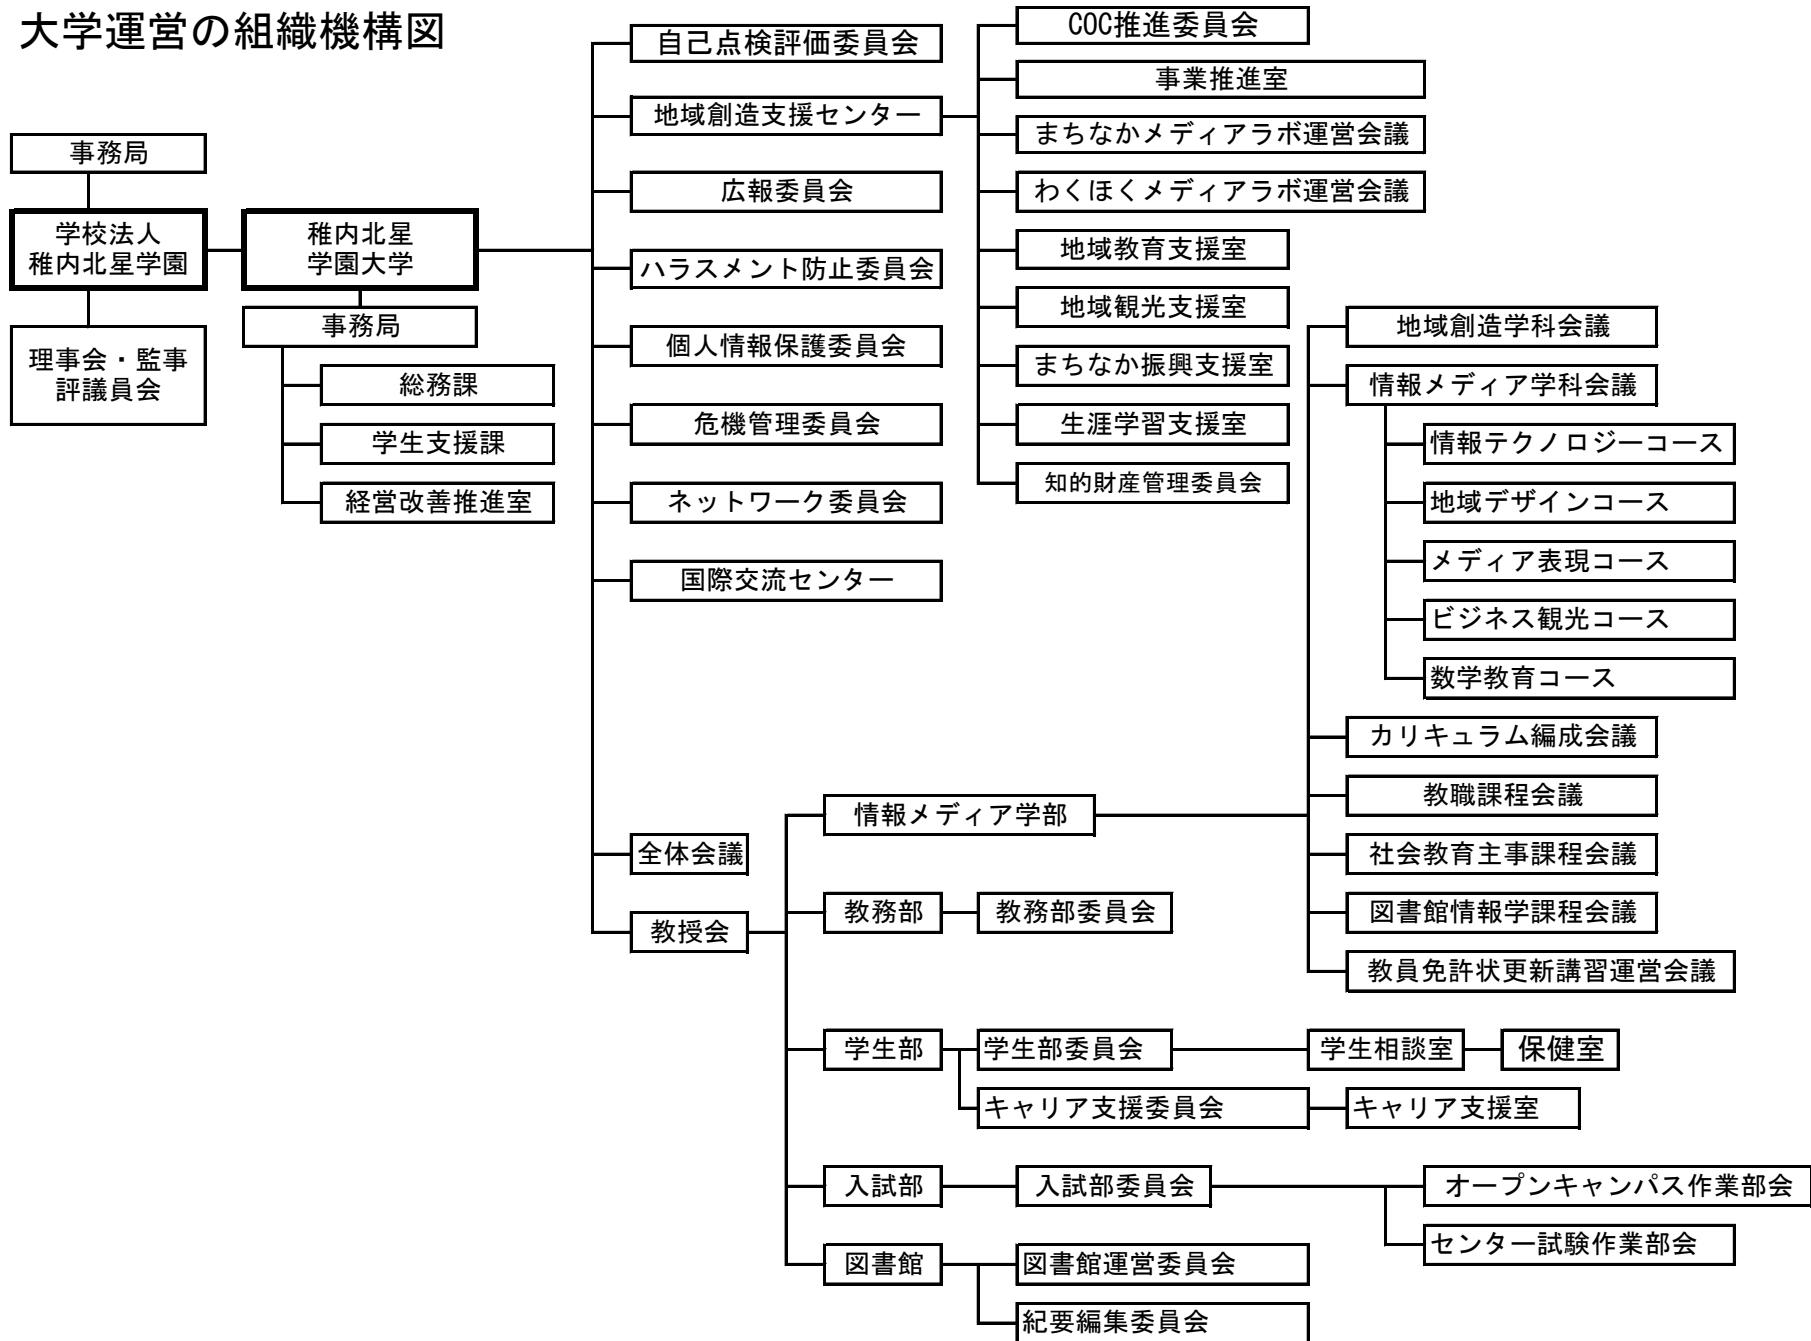 大学運営の組織機構図
事務局
学校法人
稚内北星学園
理事会・監事
評議員会
稚内北星
学園大学
事務局
総務課
学生支援課
経営改善推進室
自己点検評価委員会
地域創造支援センター
広報委員会
ハラスメント防止委員会
個人情報保護委員会
危機管理委員会
ネットワーク委員会
国際交流センター
全体会議
教授会
COC推進委員会
事業推進室
まちなかメディアラボ運営会議
わくほくメディアラボ運営会議
地域教育支援室
地域観光支援室
まちなか振興支援室
生涯学習支援室
知的財産管理委員会
情報メディア学部
地域創造学科会議
情報メディア学科会議
情報テクノロジーコース
地域デザインコース
メディア表現コース
ビジネス観光コース
数学教育コース
カリキュラム編成会議
教職課程会議
社会教育主事課程会議
図書館情報学課程会議
教員免許状更新講習運営会議
教務部
教務部委員会
学生部
学生部委員会
学生相談室
保健室
キャリア支援委員会
キャリア支援室
入試部
入試部委員会
オープンキャンパス作業部会
センター試験作業部会
図書館
図書館運営委員会
紀要編集委員会